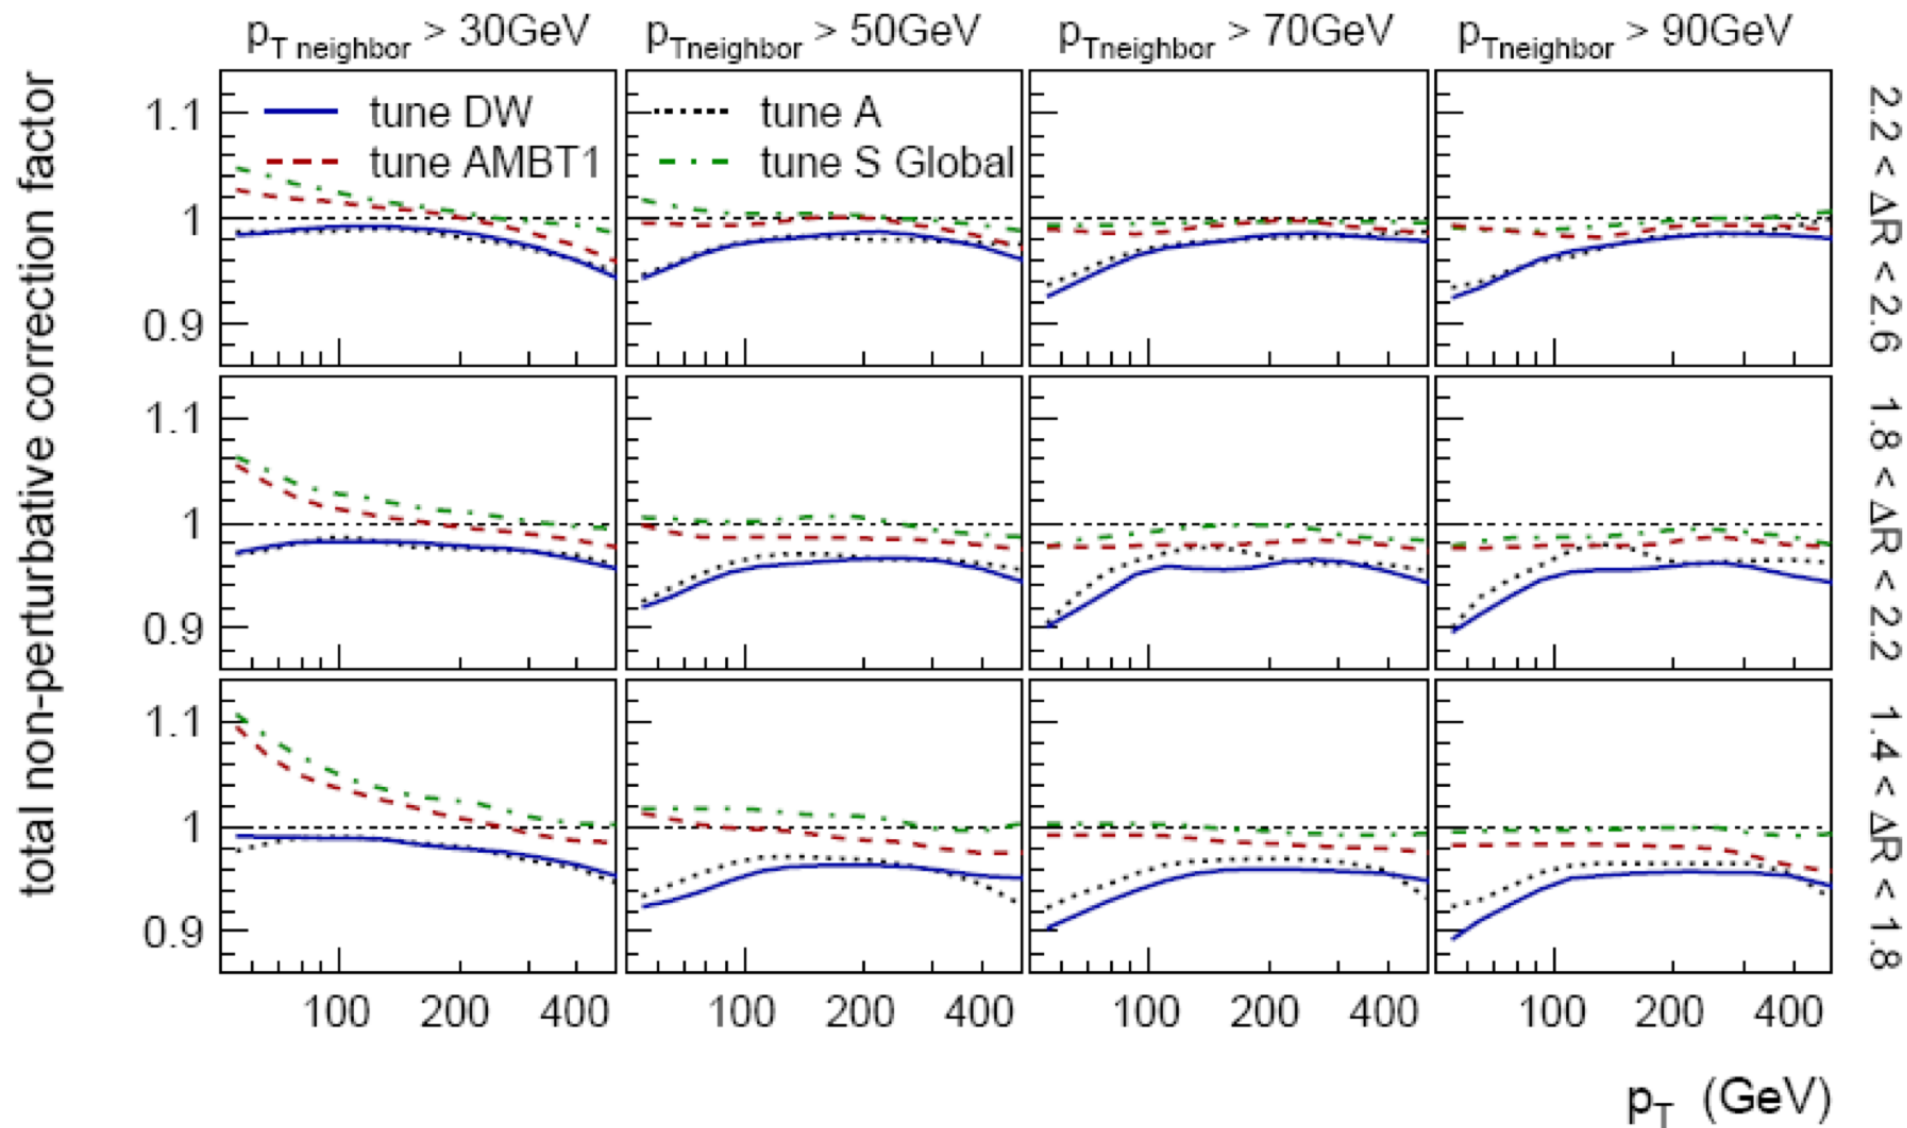 p_T neighbor > 30GeV p_Tneighbor > 50GeV p_Tneighbor > 70GeV p_Tneighbor > 90GeV
total non-perturbative correction factor
1.1
1
0.9
tune DW
tune AMBT1
tune A
tune S Global
2.2 < ΔR < 2.6
1.1
1
0.9
1.8 < ΔR < 2.2
1.1
1
0.9
1.4 < ΔR < 1.8
100 200 400 100 200 400 100 200 400 100 200 400
p_T (GeV)